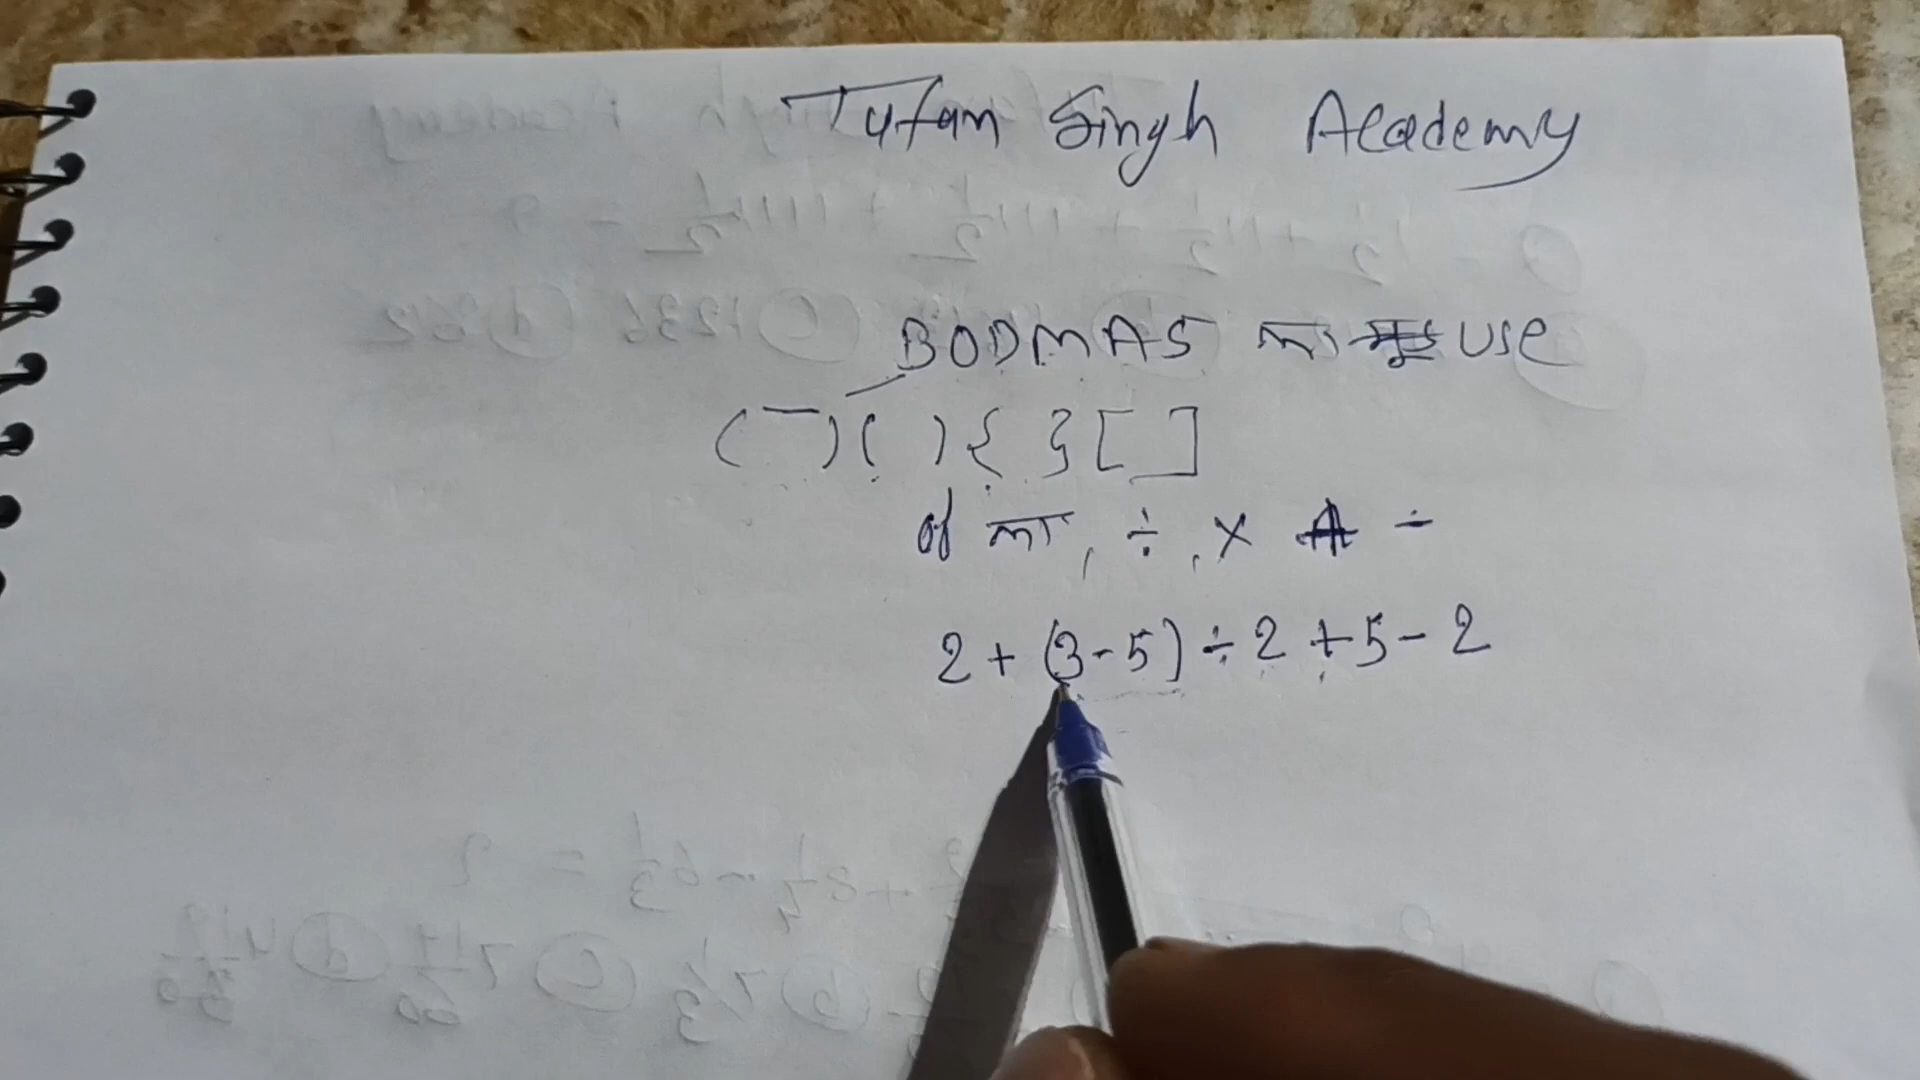 Tufan Singh Academy
BODMAS का use
( ‾ ) ( ) { } [ ]
of का, ÷, × A -
2 + (3 - 5) ÷ 2 + 5 - 2